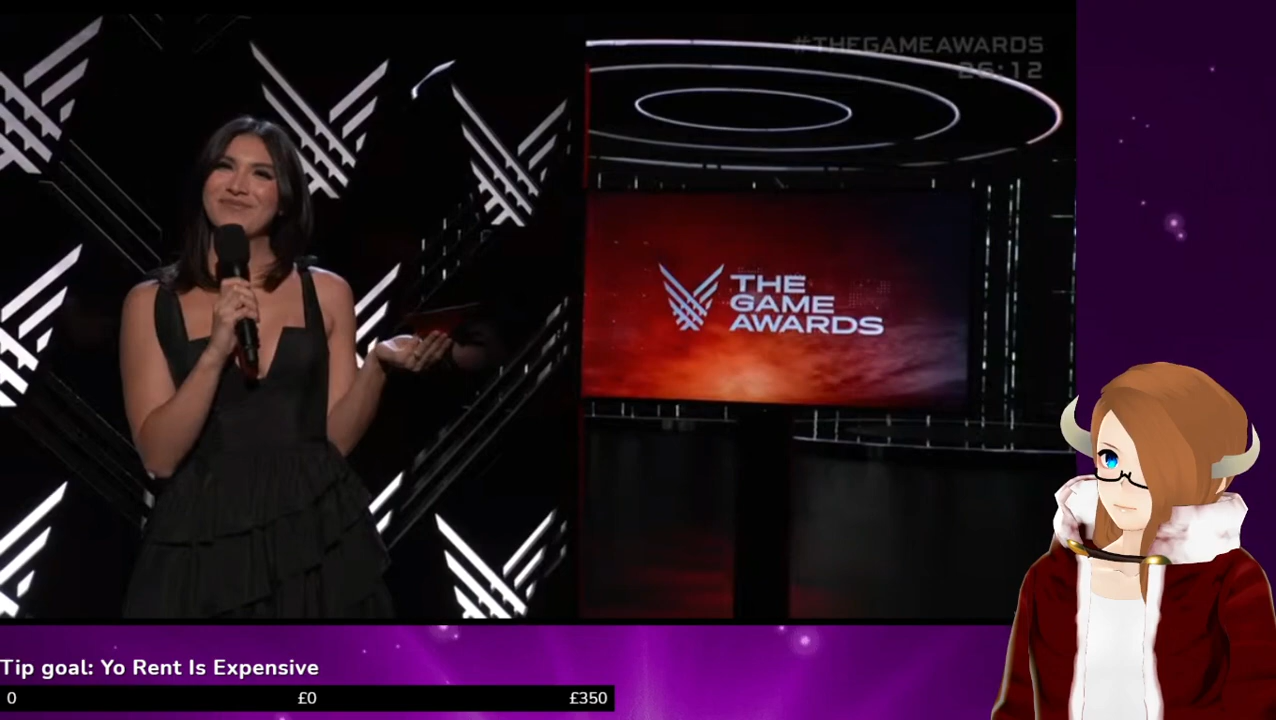 #THEGAMEAWARDS
26:12
THE
GAME
AWARDS
Tip goal: Yo Rent Is Expensive
0 £0 £350